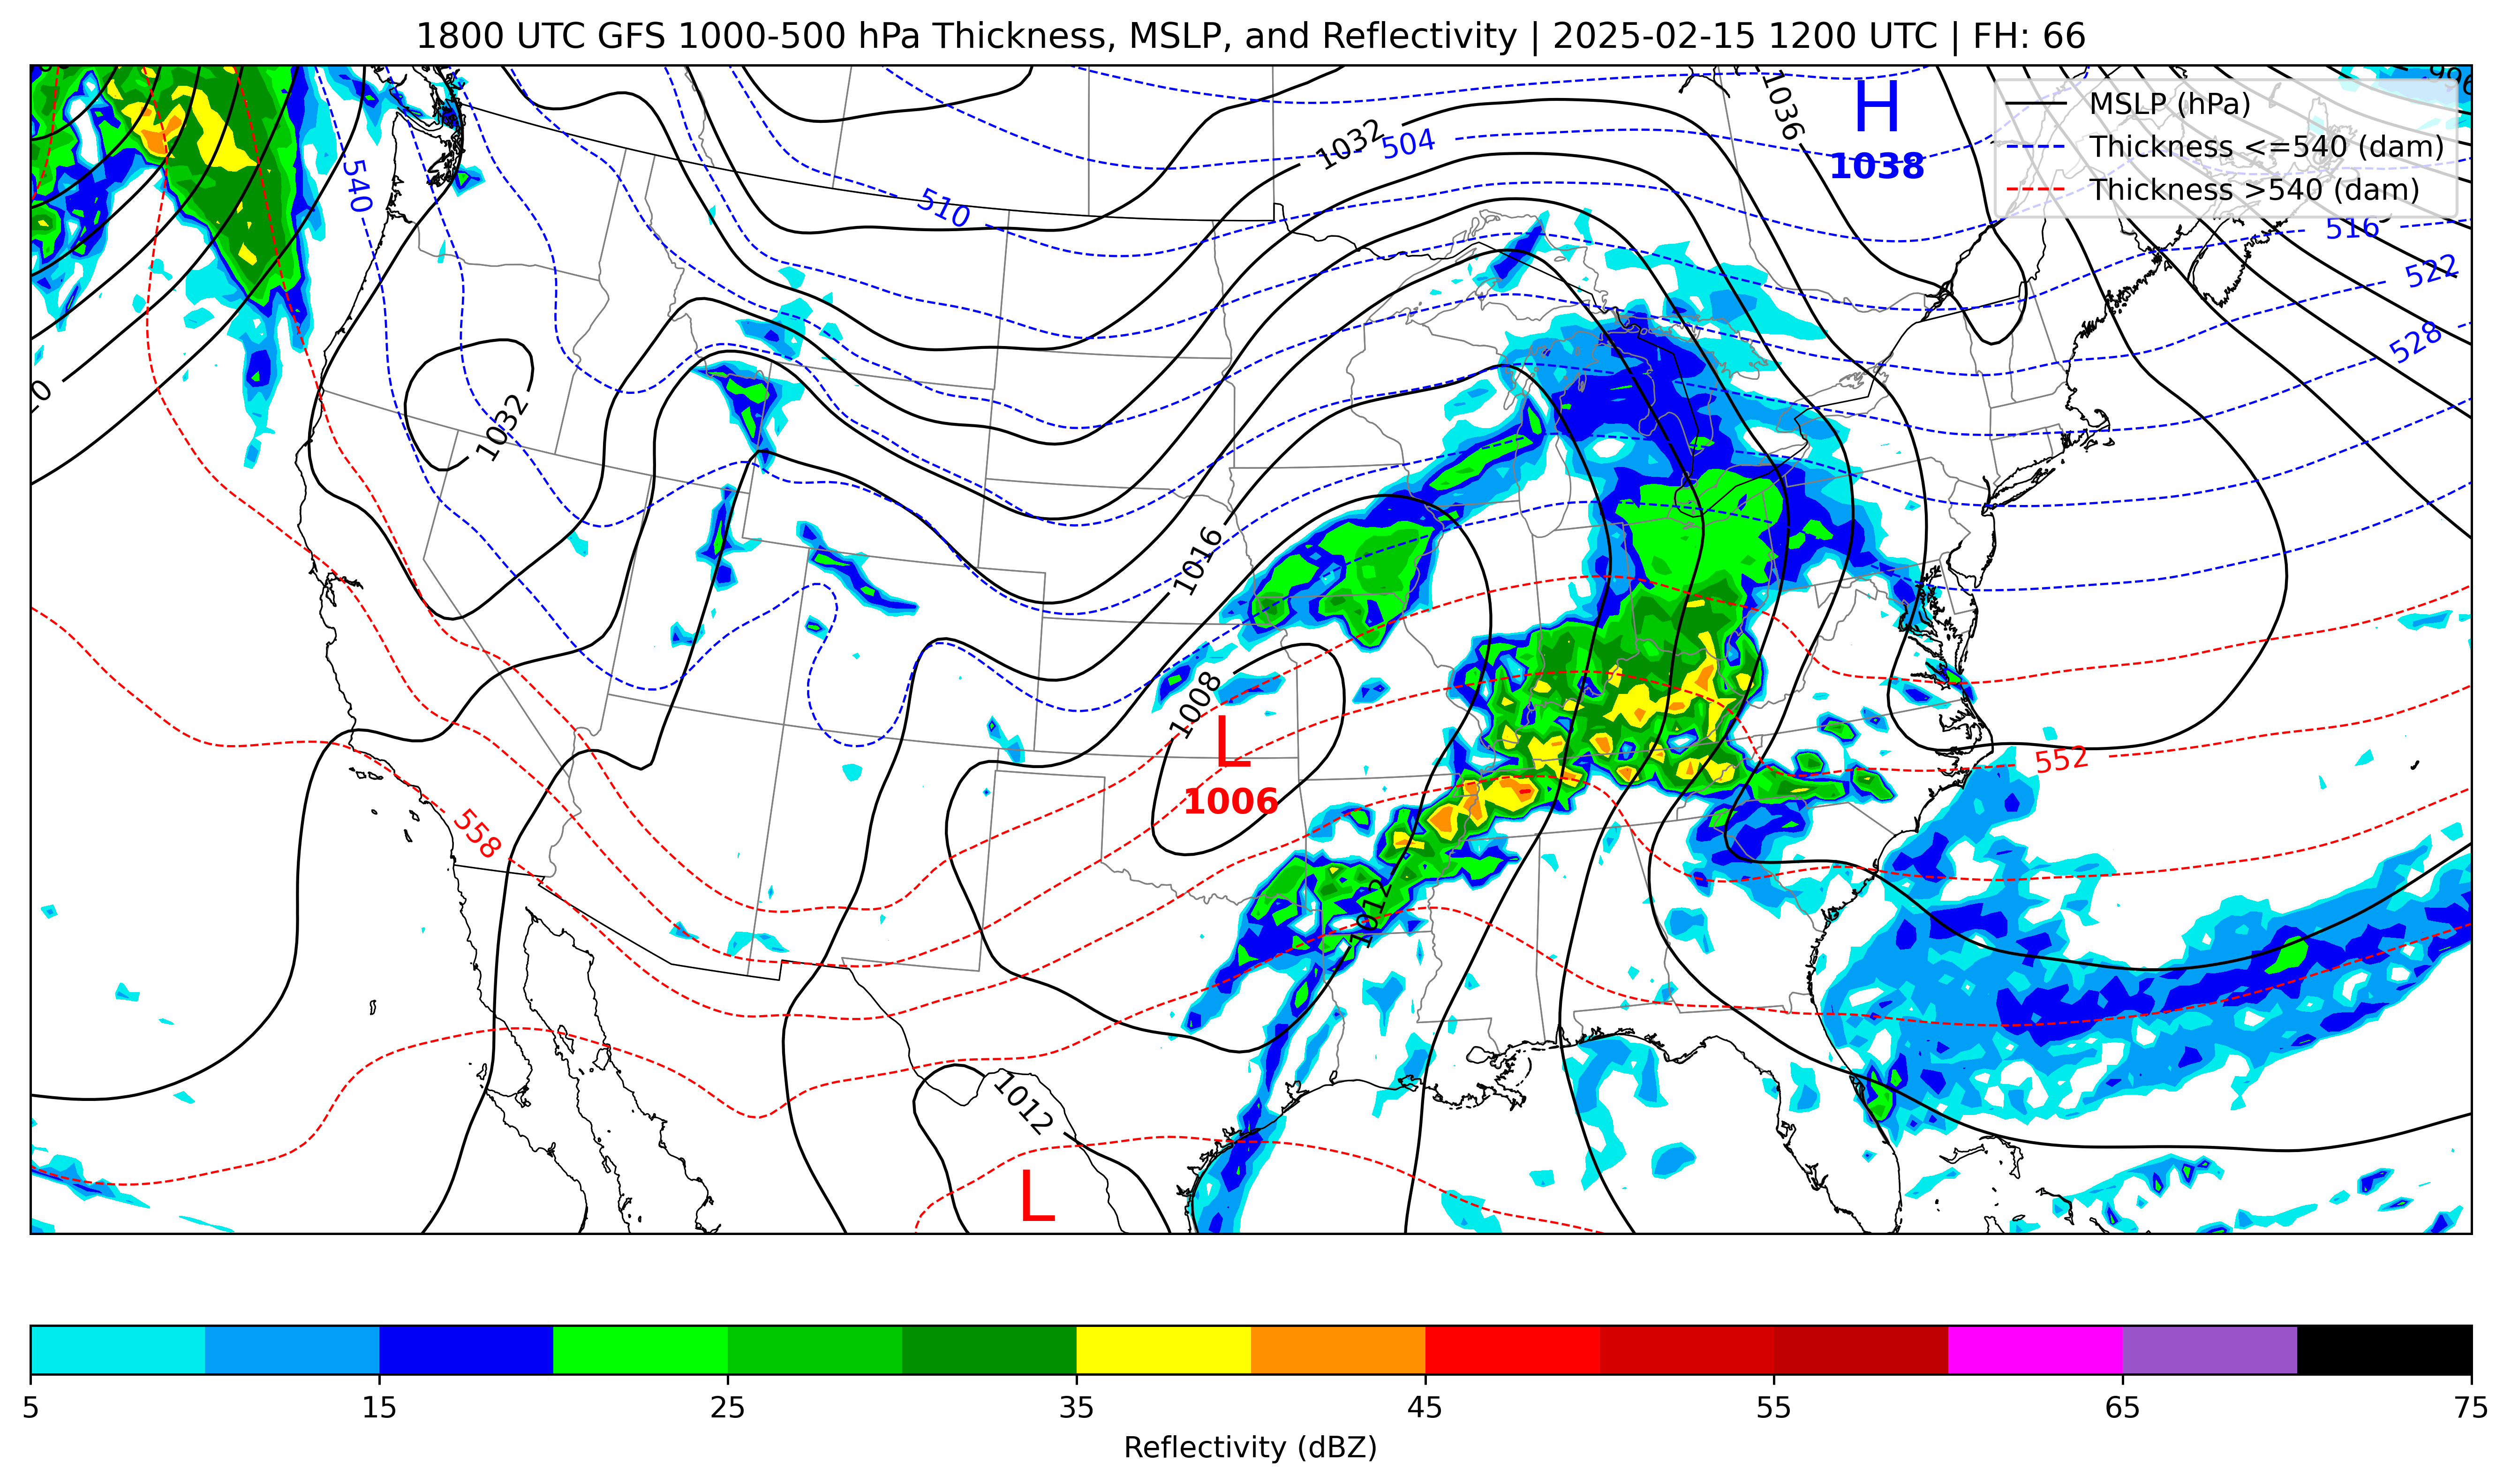 1800 UTC GFS 1000-500 hPa Thickness, MSLP, and Reflectivity | 2025-02-15 1200 UTC | FH: 66
996
H
1038
1036
1032
504
540
510
MSLP (hPa)
Thickness <=540 (dam)
Thickness >540 (dam)
516
522
528
1032
1016
1008
L
1006
552
558
1012
1012
L
5 15 25 35 45 55 65 75
Reflectivity (dBZ)